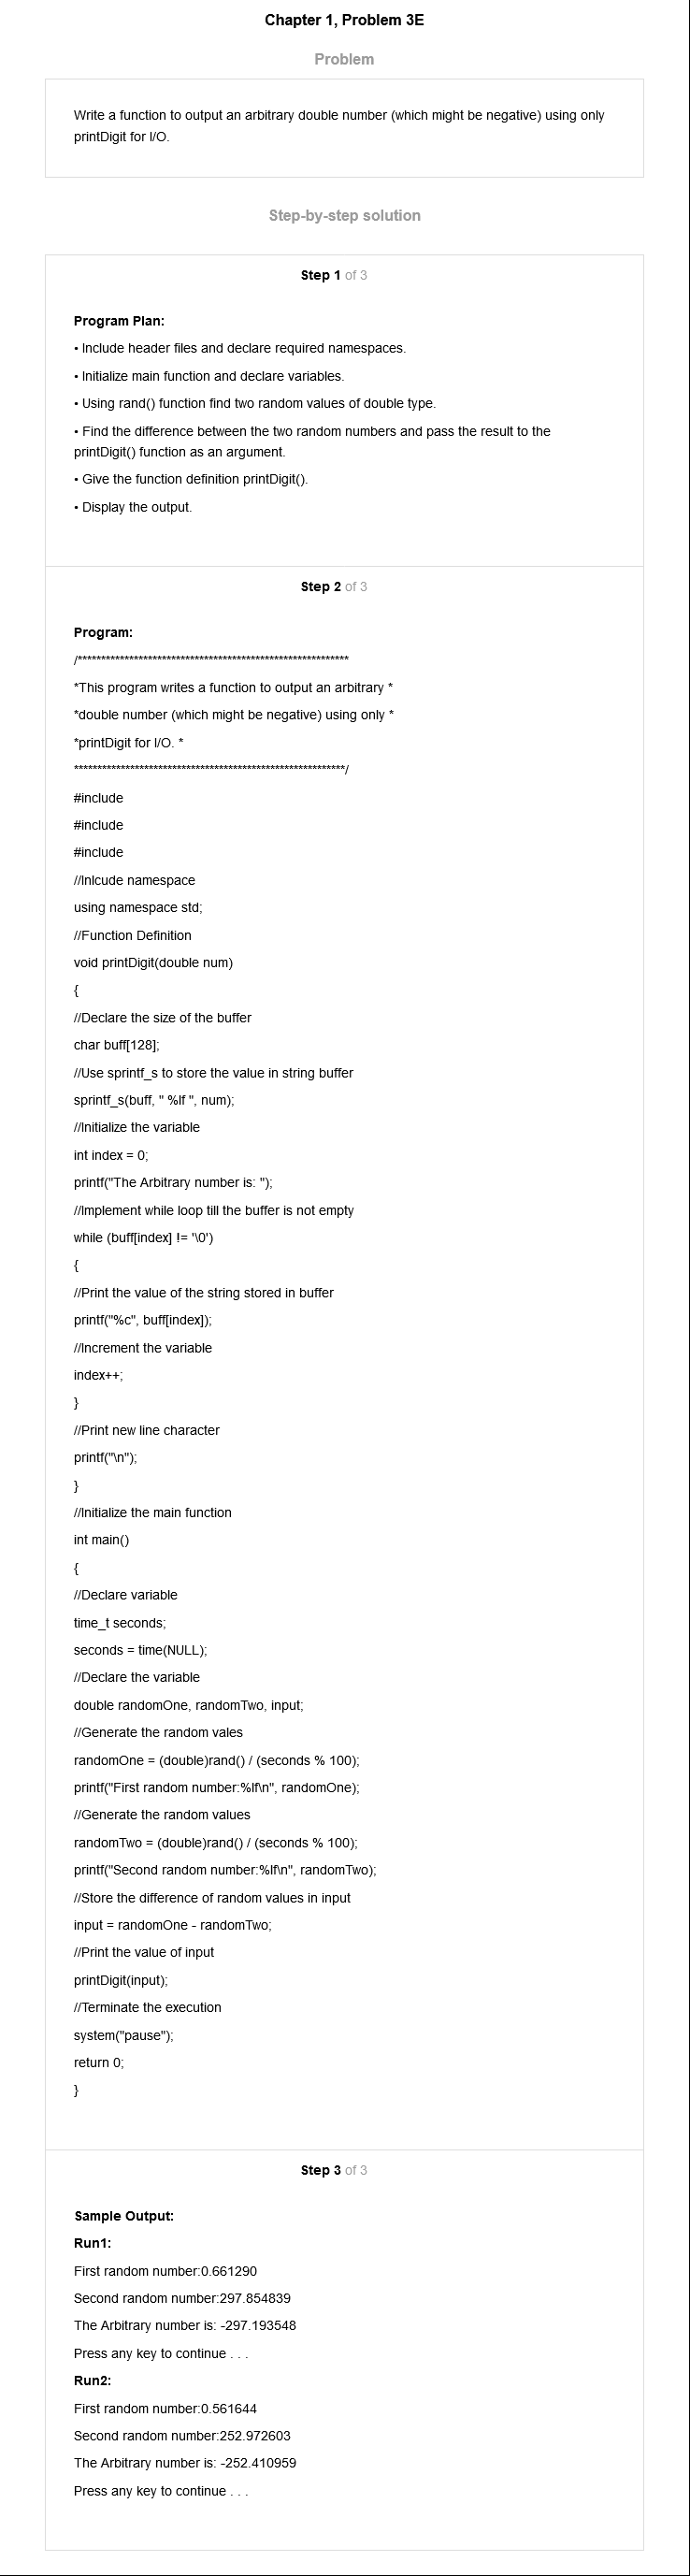 Chapter 1, Problem 3E
Problem
Write a function to output an arbitrary double number (which might be negative) using only
printDigit for I/O.
Step-by-step solution
Step 1 of 3
Program Plan:
• Include header files and declare required namespaces.
• Initialize main function and declare variables.
• Using rand() function find two random values of double type.
• Find the difference between the two random numbers and pass the result to the
printDigit() function as an argument.
• Give the function definition printDigit().
• Display the output.
Step 2 of 3
Program:
/**********************************************************
*This program writes a function to output an arbitrary *
*double number (which might be negative) using only *
*printDigit for I/O. *
**********************************************************/
#include
#include
#include
//Inlcude namespace
using namespace std;
//Function Definition
void printDigit(double num)
{
//Declare the size of the buffer
char buff[128];
//Use sprintf_s to store the value in string buffer
sprintf_s(buff, " %lf ", num);
//Initialize the variable
int index = 0;
printf("The Arbitrary number is: ");
//Implement while loop till the buffer is not empty
while (buff[index] != '\0')
{
//Print the value of the string stored in buffer
printf("%c", buff[index]);
//Increment the variable
index++;
}
//Print new line character
printf("\n");
}
//Initialize the main function
int main()
{
//Declare variable
time_t seconds;
seconds = time(NULL);
//Declare the variable
double randomOne, randomTwo, input;
//Generate the random vales
randomOne = (double)rand() / (seconds % 100);
printf("First random number:%lf\n", randomOne);
//Generate the random values
randomTwo = (double)rand() / (seconds % 100);
printf("Second random number:%lf\n", randomTwo);
//Store the difference of random values in input
input = randomOne - randomTwo;
//Print the value of input
printDigit(input);
//Terminate the execution
system("pause");
return 0;
}
Step 3 of 3
Sample Output:
Run1:
First random number:0.661290
Second random number:297.854839
The Arbitrary number is: -297.193548
Press any key to continue . . .
Run2:
First random number:0.561644
Second random number:252.972603
The Arbitrary number is: -252.410959
Press any key to continue . . .